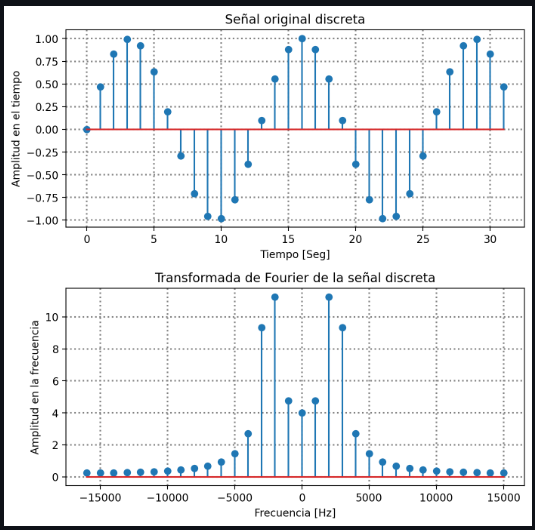 Señal original discreta
1.00
0.75
0.50
0.25
0.00
−0.25
−0.50
−0.75
−1.00
Amplitud en el tiempo
0 5 10 15 20 25 30
Tiempo [Seg]
Transformada de Fourier de la señal discreta
10
8
6
4
2
0
Amplitud en la frecuencia
−15000 −10000 −5000 0 5000 10000 15000
Frecuencia [Hz]